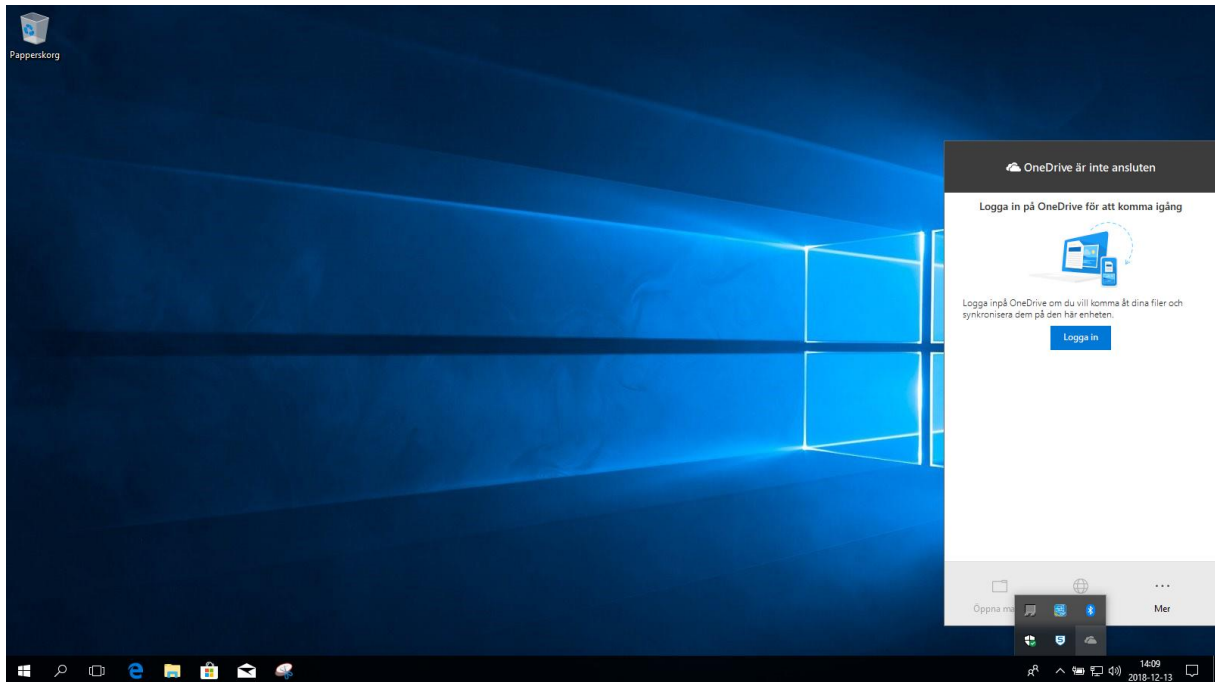 Papperskorg
OneDrive är inte ansluten
Logga in på OneDrive för att komma igång
Logga inpå OneDrive om du vill komma åt dina filer och
synkronisera dem på den här enheten.
Logga in
Öppna
Mer
14:09
2018-12-13